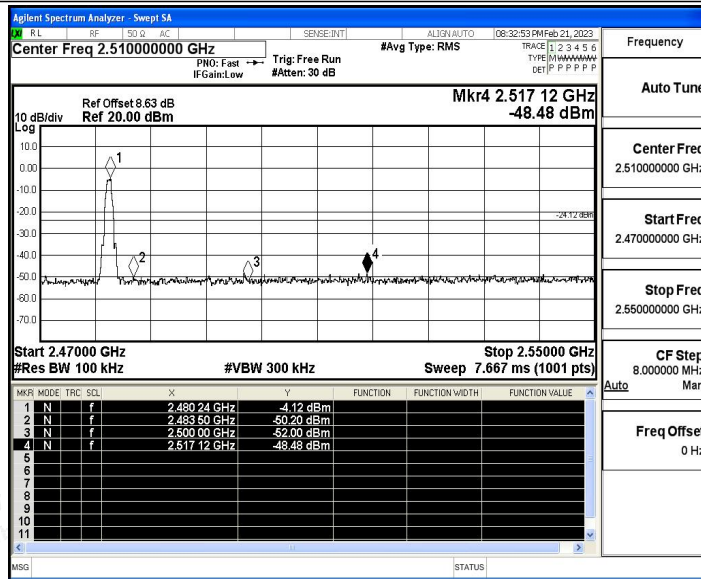 Agilent Spectrum Analyzer - Swept SA
RL RF 50 Ω AC SENSE:INT ALIGN AUTO 08:32:53 PM Feb 21, 2023
Center Freq 2.510000000 GHz
PNO: Fast
IFGain:Low
Trig: Free Run
#Atten: 30 dB
#Avg Type: RMS
TRACE 1 2 3 4 5 6
TYPE M
DET P P P P P P
Ref Offset 8.63 dB
10 dB/div Ref 20.00 dBm
Log
Mkr4 2.517 12 GHz
-48.48 dBm
10.0
0.00
-10.0
-20.0
-30.0
-40.0
-50.0
-60.0
-70.0
1
2
3
4
-24.12 dBm
Start 2.47000 GHz Stop 2.55000 GHz
#Res BW 100 kHz #VBW 300 kHz Sweep 7.667 ms (1001 pts)
MKR MODE TRC SCL X Y FUNCTION FUNCTION WIDTH FUNCTION VALUE
1 N f 2.480 24 GHz -4.12 dBm
2 N f 2.483 50 GHz -50.20 dBm
3 N f 2.500 00 GHz -52.00 dBm
4 N f 2.517 12 GHz -48.48 dBm
5
6
7
8
9
10
11
MSG STATUS
Frequency
Auto Tune
Center Freq
2.510000000 GHz
Start Freq
2.470000000 GHz
Stop Freq
2.550000000 GHz
CF Step
8.000000 MHz
Auto Man
Freq Offset
0 Hz